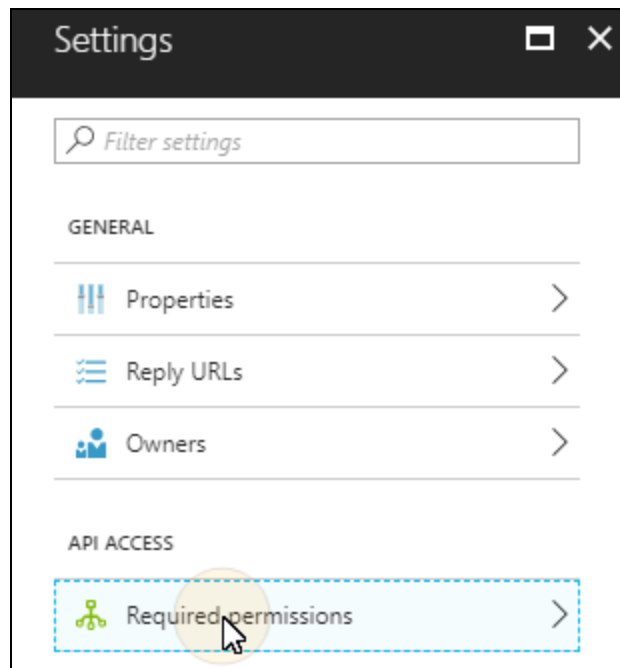 Settings
Filter settings
GENERAL
Properties
Reply URLs
Owners
API ACCESS
Required permissions